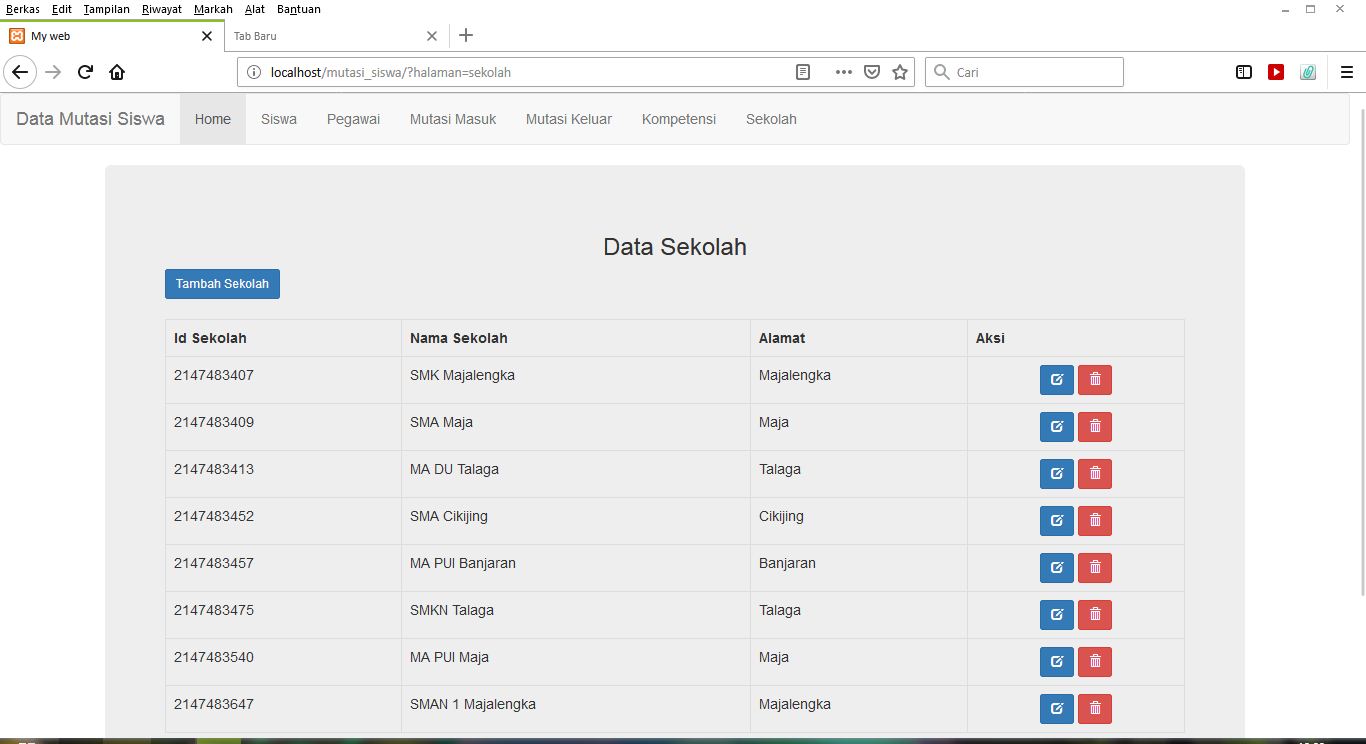 Berkas Edit Tampilan Riwayat Markah Alat Bantuan
My web Tab Baru
localhost/mutasi_siswa/?halaman=sekolah Cari
Data Mutasi Siswa Home Siswa Pegawai Mutasi Masuk Mutasi Keluar Kompetensi Sekolah
Data Sekolah
Tambah Sekolah
Id Sekolah Nama Sekolah Alamat Aksi
2147483407 SMK Majalengka Majalengka
2147483409 SMA Maja Maja
2147483413 MA DU Talaga Talaga
2147483452 SMA Cikijing Cikijing
2147483457 MA PUI Banjaran Banjaran
2147483475 SMKN Talaga Talaga
2147483540 MA PUI Maja Maja
2147483647 SMAN 1 Majalengka Majalengka